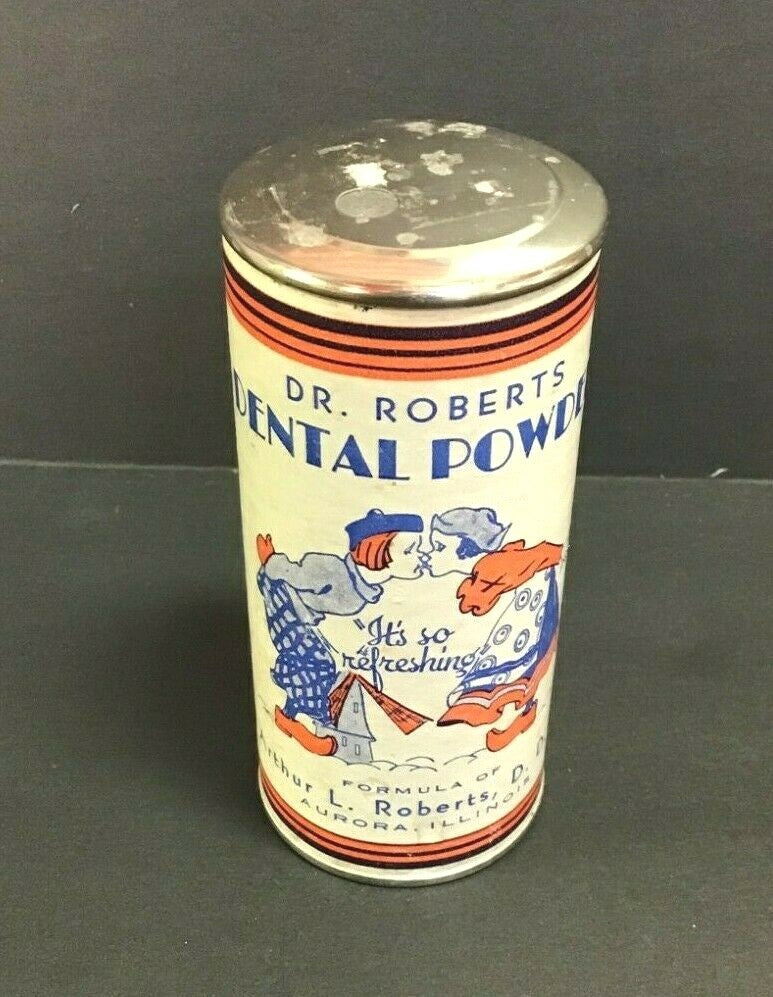 DR. ROBERTS
DENTAL POWDE
"It's so
refreshing"
FORMULA OF
Arthur L. Roberts, D. D
AURORA, ILLINOIS